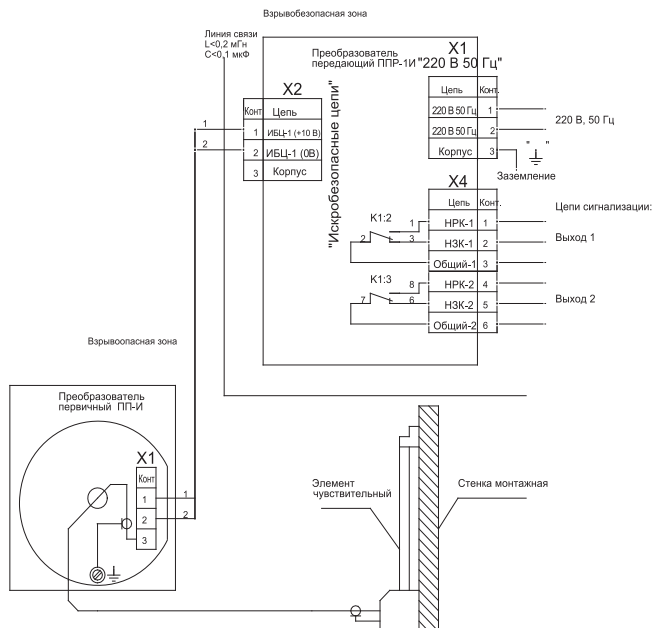 Взрывобезопасная зона
Линия связи
L<0,2 мГн
C<0,1 мкФ
Преобразователь
передающий ППР-1И
X1
"220 В 50 Гц"
Цепь Конт.
220 В 50 Гц 1
220 В 50 Гц 2
Корпус 3
220 В, 50 Гц
" "
Заземление
X2
Конт Цепь
1 ИБЦ-1 (+10 В)
2 ИБЦ-1 (0В)
3 Корпус
1
2
"Искробезопасные цепи"
X4
Цепь Конт.
НРК-1 1
НЗК-1 2
Общий-1 3
НРК-2 4
НЗК-2 5
Общий-2 6
Цепи сигнализации:
Выход 1
Выход 2
K1:2
1
2 3
K1:3
8
7 6
Взрывоопасная зона
Преобразователь
первичный ПП-И
X1
Конт
1 1
2 2
3
Элемент
чувствительный
Стенка монтажная